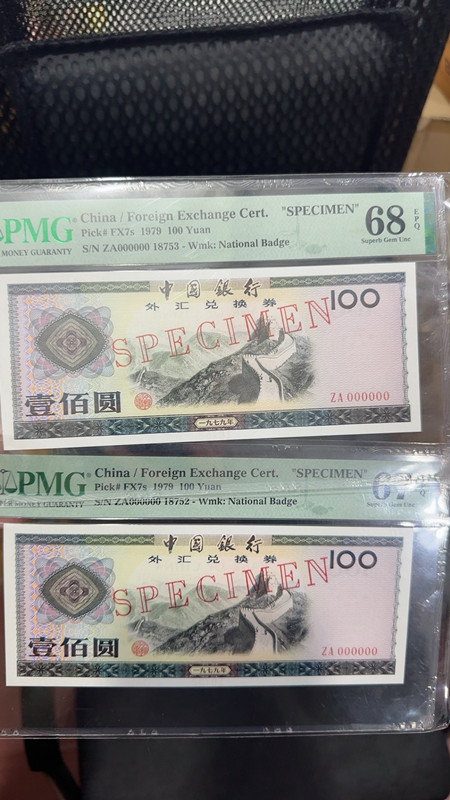 PMG China / Foreign Exchange Cert. "SPECIMEN" 68 EPQ
Pick# FX7s 1979 100 Yuan Superb Gem Unc
MONEY GUARANTY S/N ZA000000 18753 - Wmk: National Badge
中国银行
外汇兑换券 100
SPECIMEN
ZA 000000
壹佰圆
一九七九年
PMG China / Foreign Exchange Cert. "SPECIMEN" 67
Pick# FX7s 1979 100 Yuan
MONEY GUARANTY S/N ZA000000 18752 - Wmk: National Badge
中国银行
外汇兑换券 100
SPECIMEN
壹佰圆 ZA 000000
一九七九年